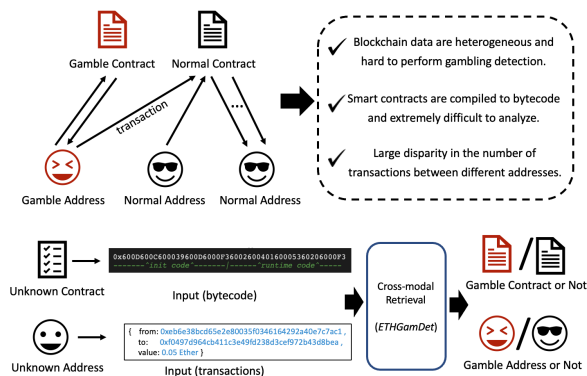 Gamble Contract
Normal Contract
transaction
...
Gamble Address
Normal Address
Normal Address
Blockchain data are heterogeneous and
hard to perform gambling detection.
Smart contracts are compiled to bytecode
and extremely difficult to analyze.
Large disparity in the number of
transactions between different addresses.
Unknown Contract
0x600D600C600039600D6000F3600260040160005360206000F3
-------"init code"-------|------"runtime code"-----
Input (bytecode)
Unknown Address
{ from: 0xeb6e38bcd65e2e80035f0346164292a40e7c7ac1 ,
to: 0xf0497d964cb411c3e49fd238d3cef972b43d8bea ,
value: 0.05 Ether }
Input (transactions)
Cross-modal
Retrieval
(ETHGamDet)
Gamble Contract or Not
Gamble Address or Not